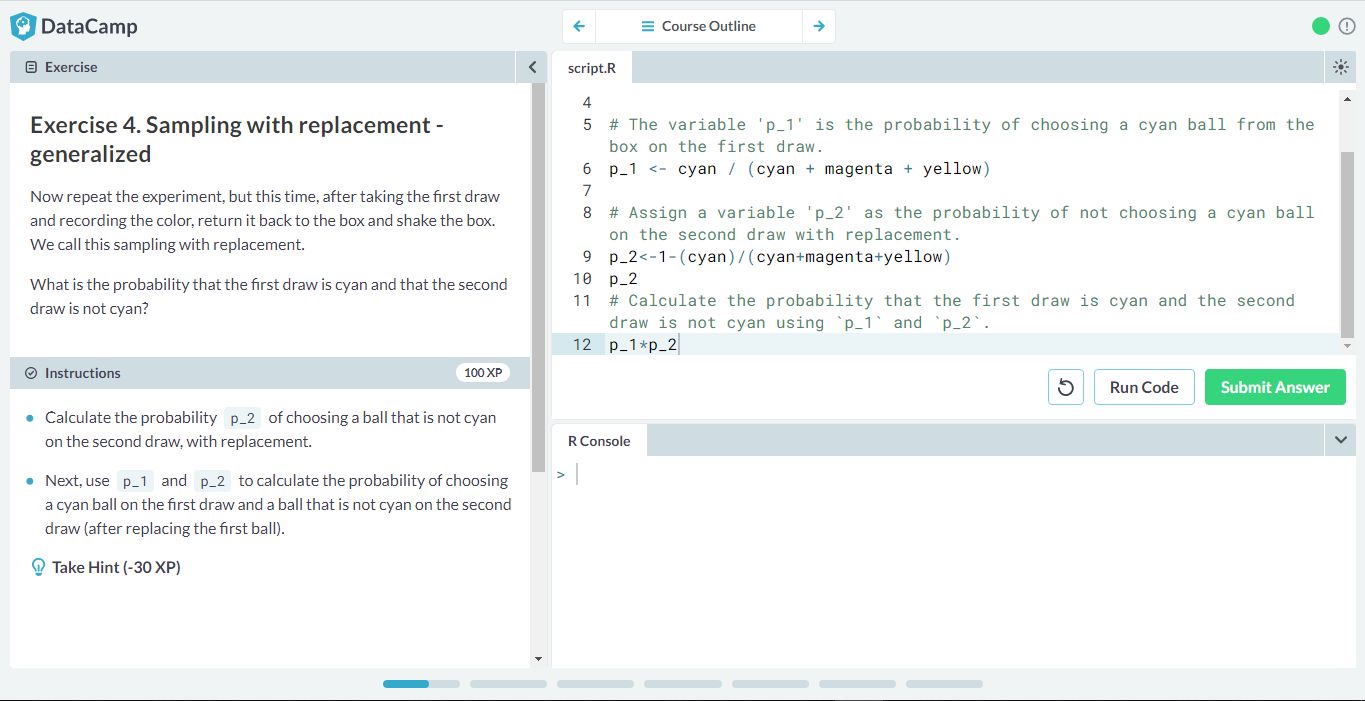 DataCamp
Course Outline
Exercise
Exercise 4. Sampling with replacement -
generalized
Now repeat the experiment, but this time, after taking the first draw
and recording the color, return it back to the box and shake the box.
We call this sampling with replacement.
What is the probability that the first draw is cyan and that the second
draw is not cyan?
Instructions
100 XP
Calculate the probability p_2 of choosing a ball that is not cyan
on the second draw, with replacement.
Next, use p_1 and p_2 to calculate the probability of choosing
a cyan ball on the first draw and a ball that is not cyan on the second
draw (after replacing the first ball).
Take Hint (-30 XP)
script.R
4
5 # The variable 'p_1' is the probability of choosing a cyan ball from the
box on the first draw.
6 p_1 <- cyan / (cyan + magenta + yellow)
7
8 # Assign a variable 'p_2' as the probability of not choosing a cyan ball
on the second draw with replacement.
9 p_2<-1-(cyan)/(cyan+magenta+yellow)
10 p_2
11 # Calculate the probability that the first draw is cyan and the second
draw is not cyan using `p_1` and `p_2`.
12 p_1*p_2
Run Code
Submit Answer
R Console
>